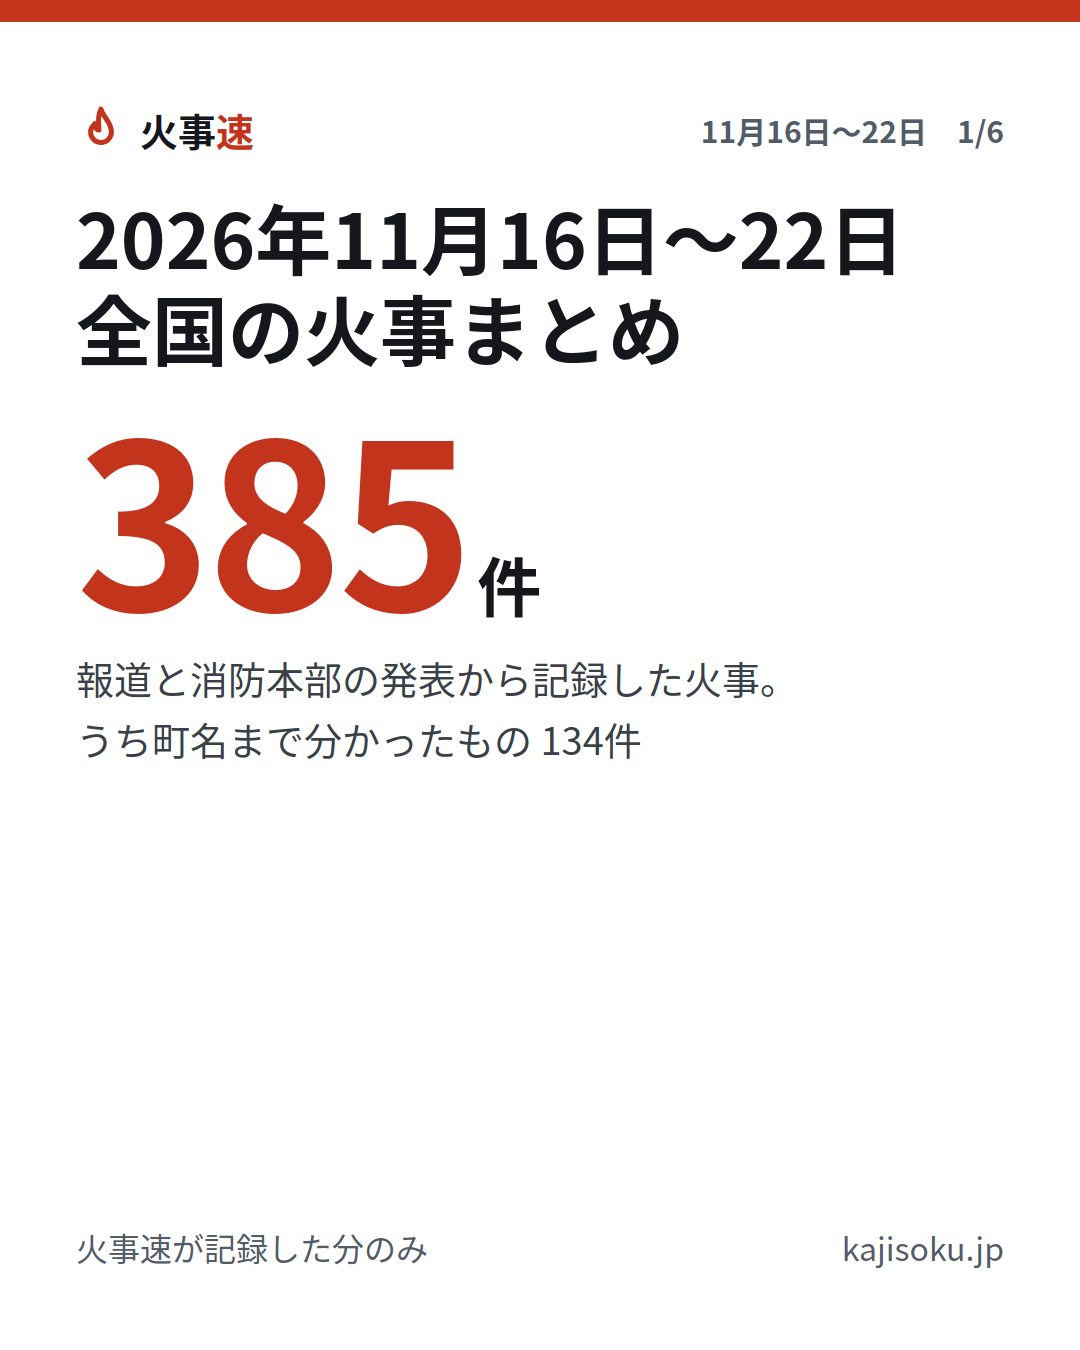 火事速
11月16日〜22日　1/6
2026年11月16日〜22日
全国の火事まとめ
385件
報道と消防本部の発表から記録した火事。
うち町名まで分かったもの 134件
火事速が記録した分のみ
kajisoku.jp